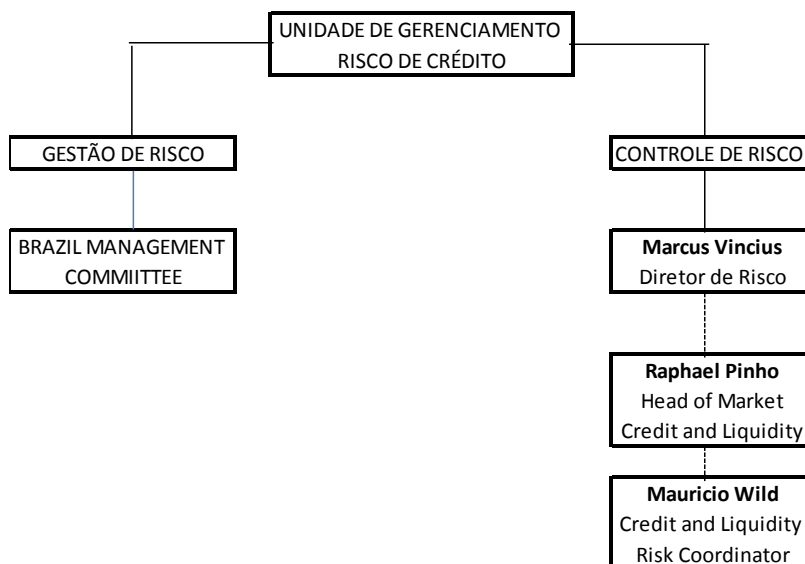 UNIDADE DE GERENCIAMENTO
RISCO DE CRÉDITO
GESTÃO DE RISCO
CONTROLE DE RISCO
BRAZIL MANAGEMENT
COMMIITTEE
Marcus Vincius
Diretor de Risco
Raphael Pinho
Head of Market
Credit and Liquidity
Mauricio Wild
Credit and Liquidity
Risk Coordinator